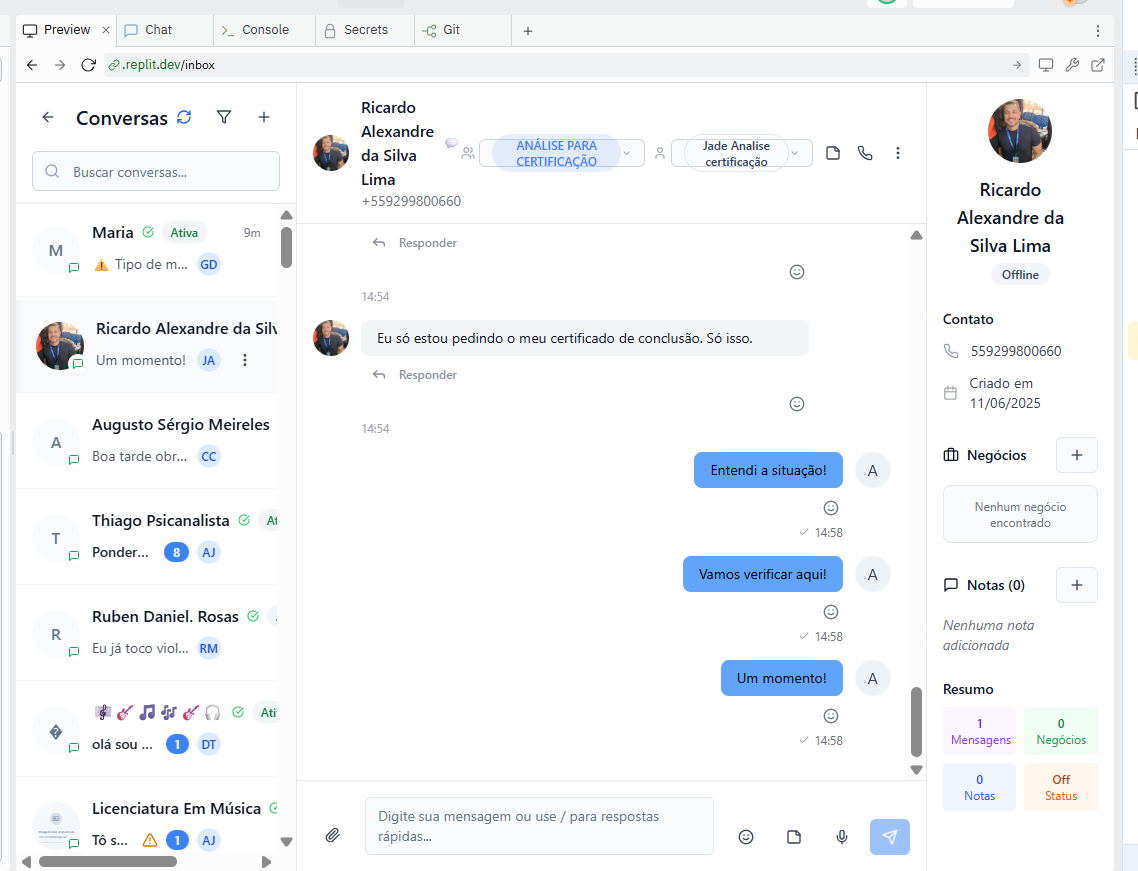 Preview
Chat
Console
Secrets
Git
.replit.dev/inbox
Conversas
Buscar conversas...
M
Maria
Ativa
9m
Tipo de m...
GD
Ricardo Alexandre da Silv
Um momento!
JA
A
Augusto Sérgio Meireles
Boa tarde obr...
CC
T
Thiago Psicanalista
At
Ponder...
8
AJ
R
Ruben Daniel. Rosas
Eu já toco viol...
RM
Ati
olá sou ...
1
DT
Licenciatura Em Música
Tô s...
1
AJ
Ricardo
Alexandre
da Silva
Lima
+559299800660
ANÁLISE PARA
CERTIFICAÇÃO
Jade Analise
certificação
Responder
14:54
Eu só estou pedindo o meu certificado de conclusão. Só isso.
Responder
14:54
Entendi a situação!
A
14:58
Vamos verificar aqui!
A
14:58
Um momento!
A
14:58
Digite sua mensagem ou use / para respostas
rápidas...
Ricardo
Alexandre da
Silva Lima
Offline
Contato
559299800660
Criado em
11/06/2025
Negócios
Nenhum negócio
encontrado
Notas (0)
Nenhuma nota
adicionada
Resumo
1
Mensagens
0
Negócios
0
Notas
Off
Status